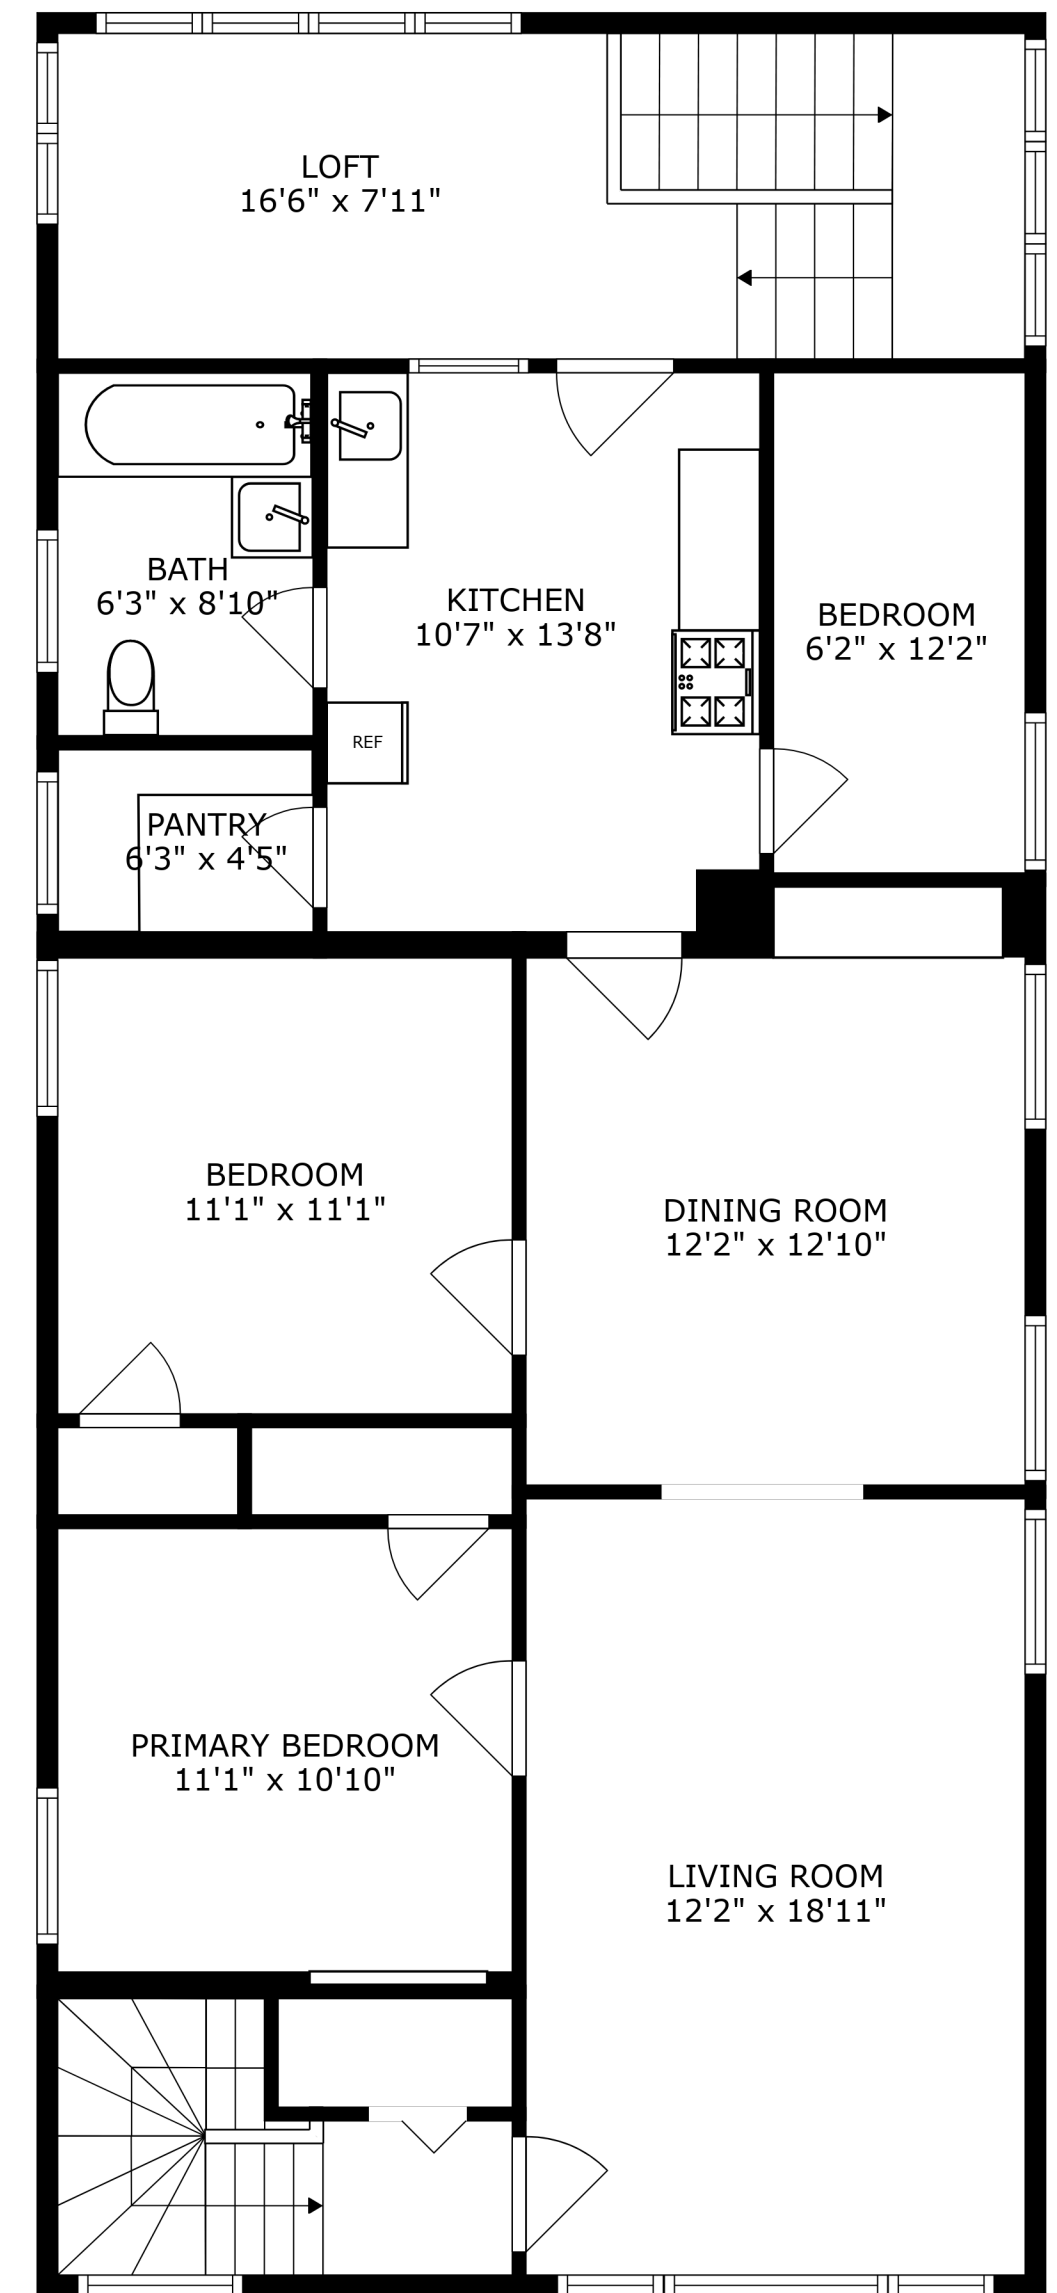 LOFT
16'6" x 7'11"
BATH
6'3" x 8'10"
KITCHEN
10'7" x 13'8"
BEDROOM
6'2" x 12'2"
REF
PANTRY
6'3" x 4'5"
BEDROOM
11'1" x 11'1"
DINING ROOM
12'2" x 12'10"
PRIMARY BEDROOM
11'1" x 10'10"
LIVING ROOM
12'2" x 18'11"